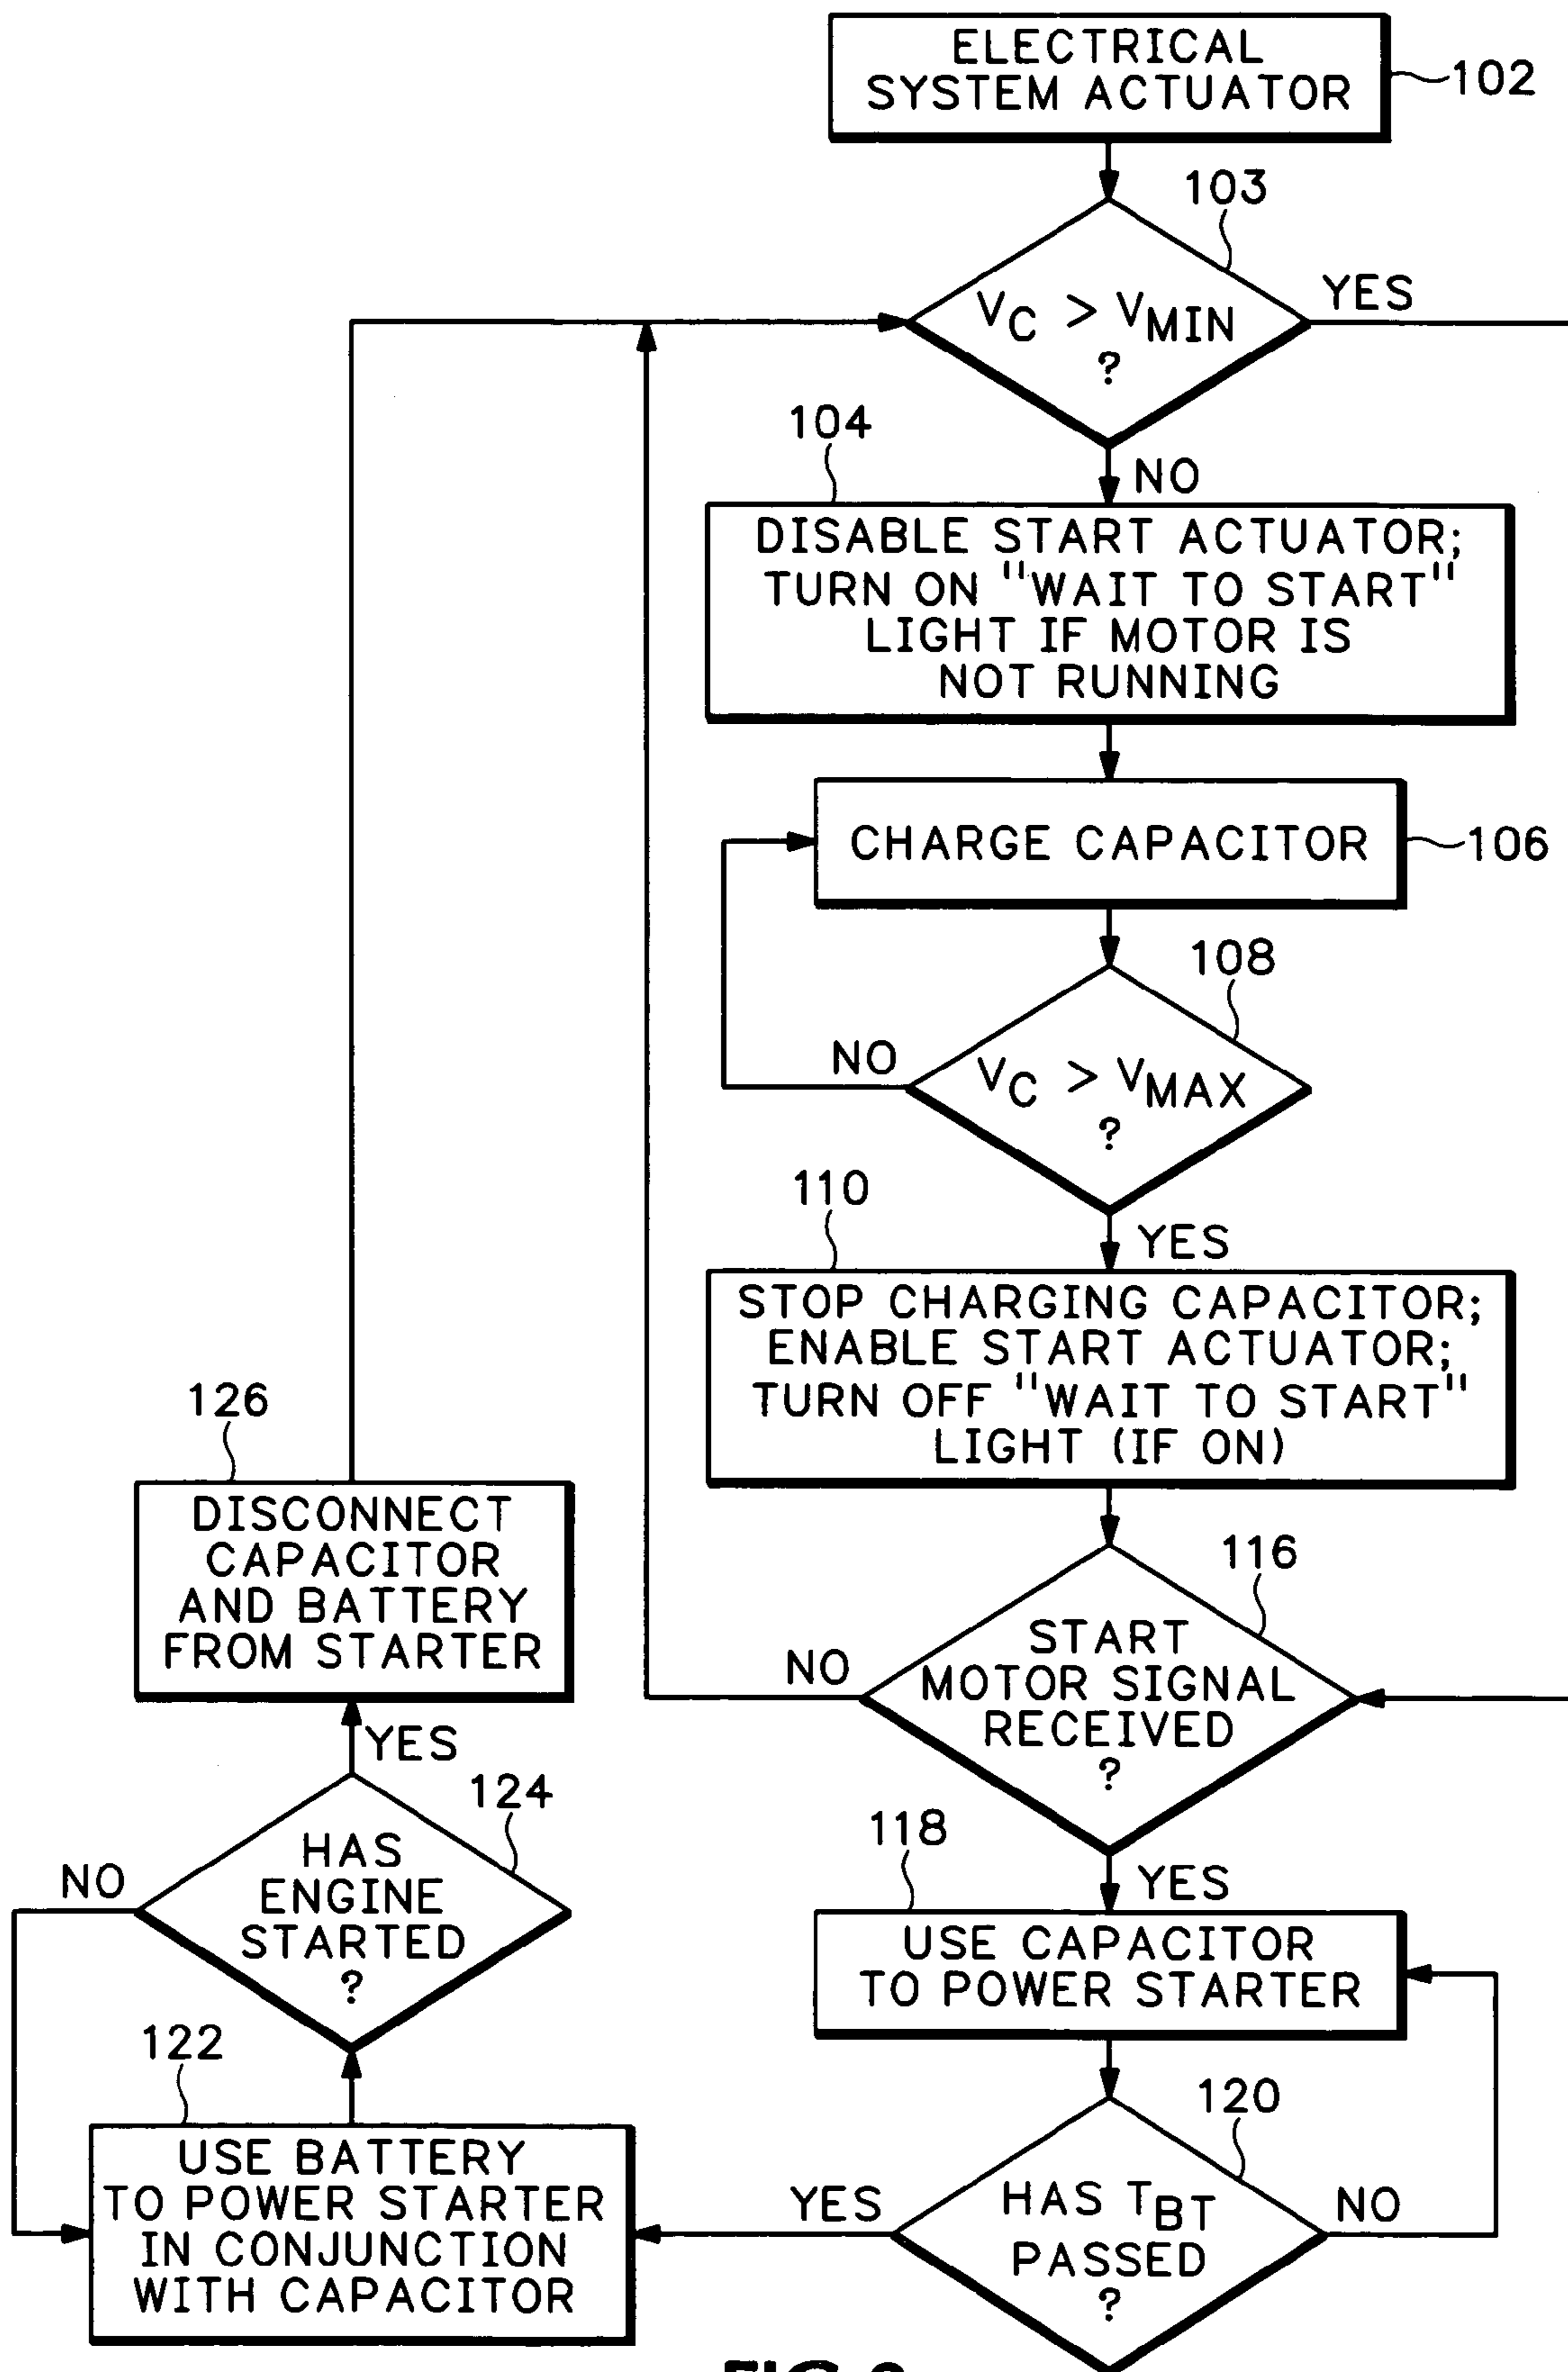 ELECTRICAL
SYSTEM ACTUATOR
102
103
VC > VMIN
?
YES
NO
104
DISABLE START ACTUATOR;
TURN ON "WAIT TO START"
LIGHT IF MOTOR IS
NOT RUNNING
CHARGE CAPACITOR
106
108
VC > VMAX
?
NO
YES
110
STOP CHARGING CAPACITOR;
ENABLE START ACTUATOR;
TURN OFF "WAIT TO START"
LIGHT (IF ON)
116
START
MOTOR SIGNAL
RECEIVED
?
NO
YES
118
USE CAPACITOR
TO POWER STARTER
120
HAS TBT
PASSED
?
NO
YES
122
USE BATTERY
TO POWER STARTER
IN CONJUNCTION
WITH CAPACITOR
124
HAS
ENGINE
STARTED
?
NO
YES
126
DISCONNECT
CAPACITOR
AND BATTERY
FROM STARTER